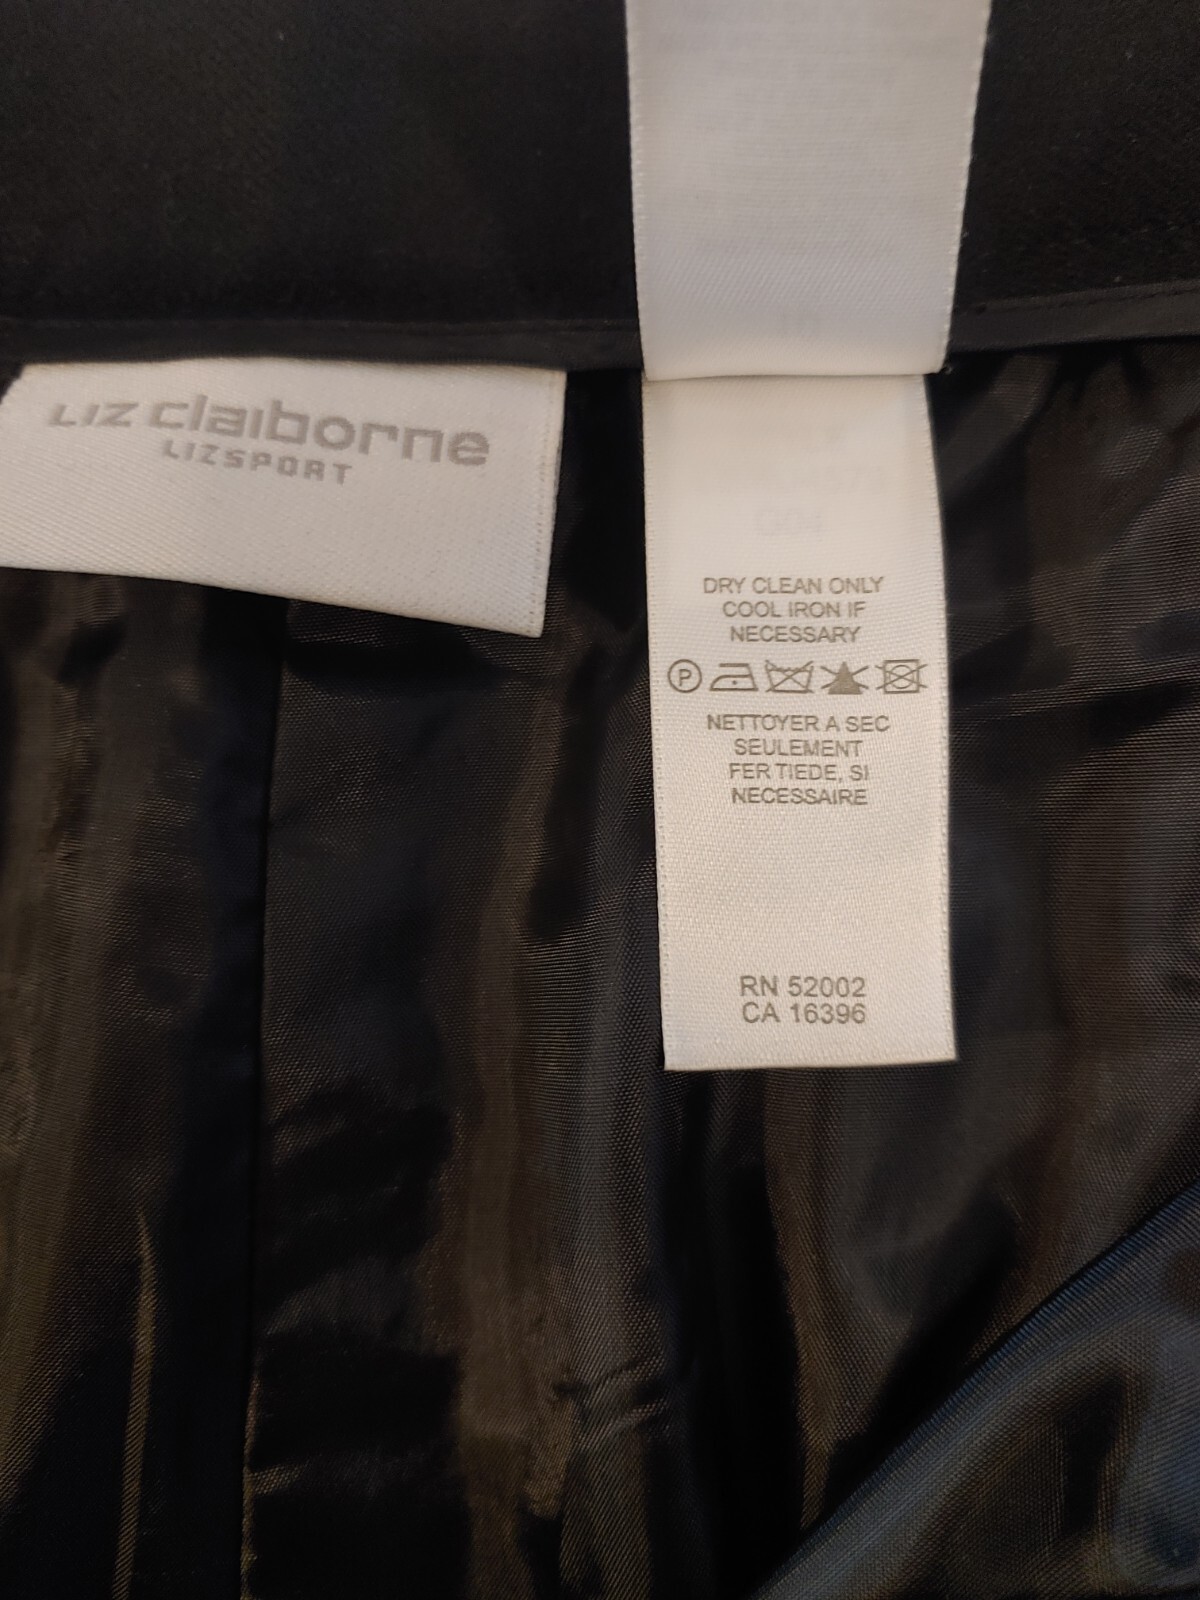 LIZ claiborne
LIZSPORT
DRY CLEAN ONLY
COOL IRON IF
NECESSARY
P
NETTOYER A SEC
SEULEMENT
FER TIEDE, SI
NECESSAIRE
RN 52002
CA 16396